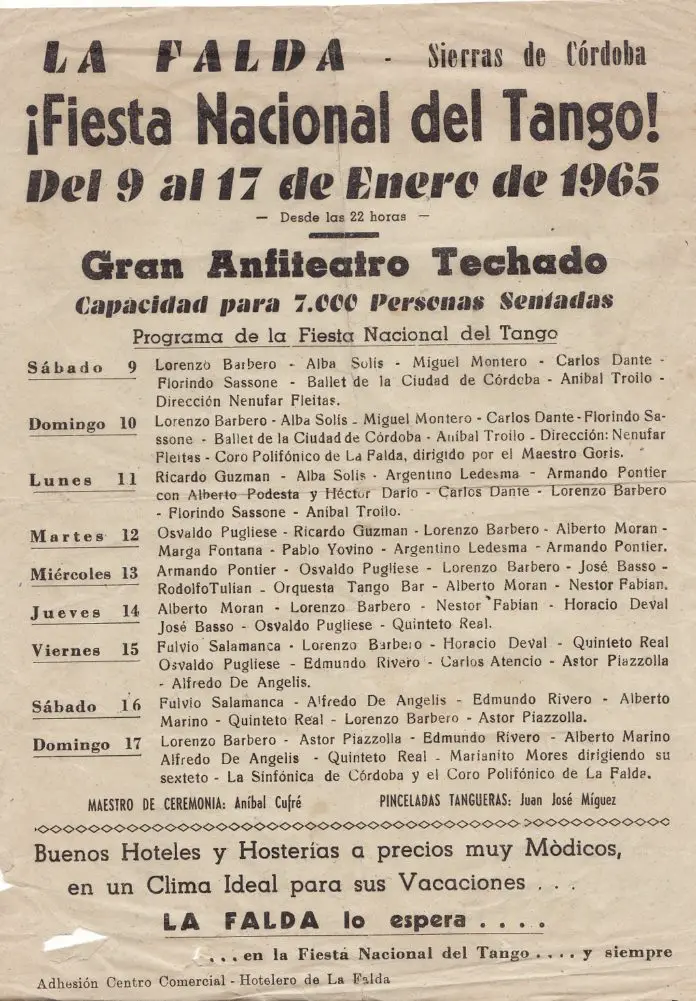 LA FALDA - Sierras de Córdoba
¡Fiesta Nacional del Tango!
Del 9 al 17 de Enero de 1965
— Desde las 22 horas —
Gran Anfiteatro Techado
Capacidad para 7.000 Personas Sentadas
Programa de la Fiesta Nacional del Tango
Sábado 9 Lorenzo Barbero - Alba Solís - Miguel Montero - Carlos Dante -
Florindo Sassone - Ballet de la Ciudad de Córdoba - Anibal Troilo -
Dirección Nenufar Fleitas.
Domingo 10 Lorenzo Barbero - Alba Solís - Miguel Montero - Carlos Dante - Florindo Sa-
ssone - Ballet de la Ciudad de Córdoba - Aníbal Troilo - Dirección: Nenufar
Fleitas - Coro Polifónico de La Falda, dirigido por el Maestro Goris.
Lunes 11 Ricardo Guzman - Alba Solis - Argentino Ledesma - Armando Pontier
con Alberto Podesta y Héctor Dario - Carlos Dante - Lorenzo Barbero
- Florindo Sassone - Anibal Troilo.
Martes 12 Osvaldo Pugliese - Ricardo Guzman - Lorenzo Barbero - Alberto Moran -
Marga Fontana - Pablo Yovino - Argentino Ledesma - Armando Pontier.
Miércoles 13 Armando Pontier - Osvaldo Pugliese - Lorenzo Barbero - José Basso -
Rodolfo Tulian - Orquesta Tango Bar - Alberto Moran - Nestor Fabian.
Jueves 14 Alberto Moran - Lorenzo Barbero - Nestor Fabian - Horacio Deval
José Basso - Osvaldo Pugliese - Quinteto Real.
Viernes 15 Fulvio Salamanca - Lorenzo Barbero - Horacio Deval - Quinteto Real
Osvaldo Pugliese - Edmundo Rivero - Carlos Atencio - Astor Piazzolla
- Alfredo De Angelis.
Sábado 16 Fulvio Salamanca - Alfredo De Angelis - Edmundo Rivero - Alberto
Marino - Quinteto Real - Lorenzo Barbero - Astor Piazzolla.
Domingo 17 Lorenzo Barbero - Astor Piazzolla - Edmundo Rivero - Alberto Marino
Alfredo De Angelis - Quinteto Real - Marianito Mores dirigiendo su
sexteto - La Sinfónica de Córdoba y el Coro Polifónico de La Falda.
MAESTRO DE CEREMONIA: Aníbal Cufré PINCELADAS TANGUERAS: Juan José Míguez
Buenos Hoteles y Hosterías a precios muy Mòdicos,
en un Clima Ideal para sus Vacaciones . . .
LA FALDA lo espera . . . .
. . . en la Fiesta Nacional del Tango . . . . y siempre
Adhesión Centro Comercial - Hotelero de La Falda